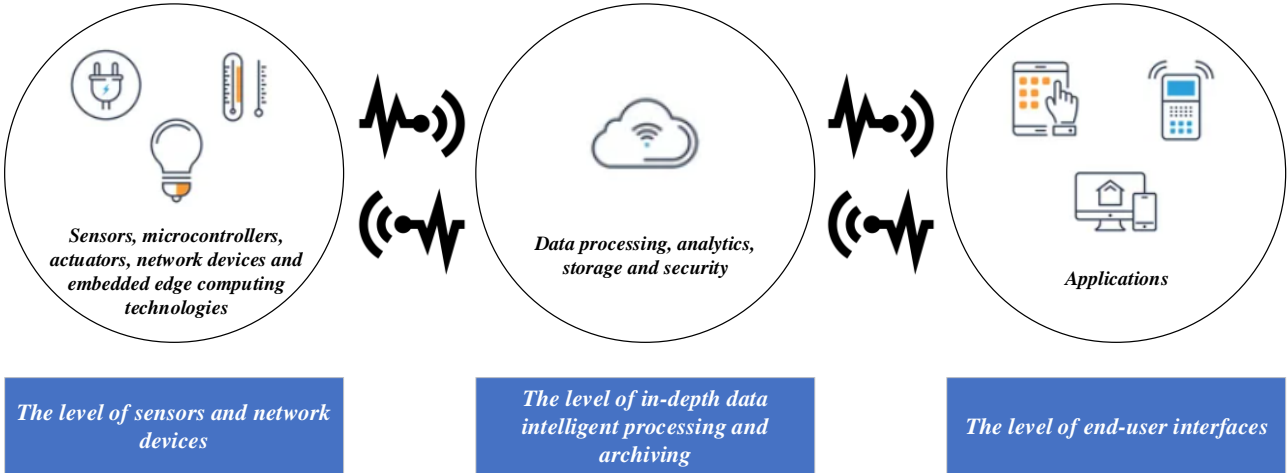 Sensors, microcontrollers,
actuators, network devices and
embedded edge computing
technologies
Data processing, analytics,
storage and security
Applications
The level of sensors and network
devices
The level of in-depth data
intelligent processing and
archiving
The level of end-user interfaces